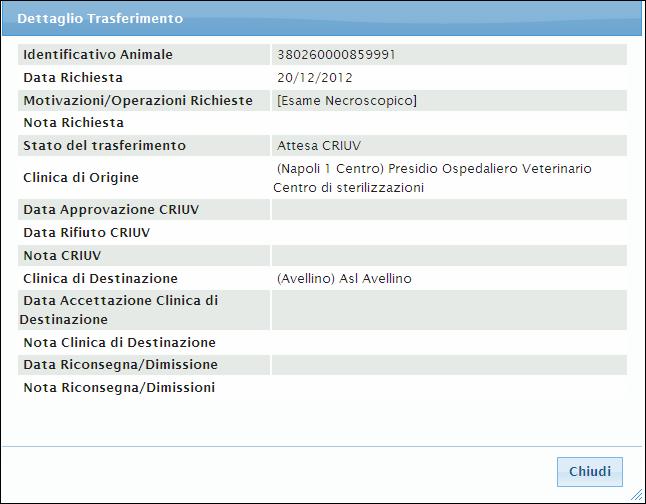 Dettaglio Trasferimento
Identificativo Animale 380260000859991
Data Richiesta 20/12/2012
Motivazioni/Operazioni Richieste [Esame Necroscopico]
Nota Richiesta
Stato del trasferimento Attesa CRIUV
Clinica di Origine (Napoli 1 Centro) Presidio Ospedaliero Veterinario
Centro di sterilizzazioni
Data Approvazione CRIUV
Data Rifiuto CRIUV
Nota CRIUV
Clinica di Destinazione (Avellino) Asl Avellino
Data Accettazione Clinica di
Destinazione
Nota Clinica di Destinazione
Data Riconsegna/Dimissione
Nota Riconsegna/Dimissioni
Chiudi